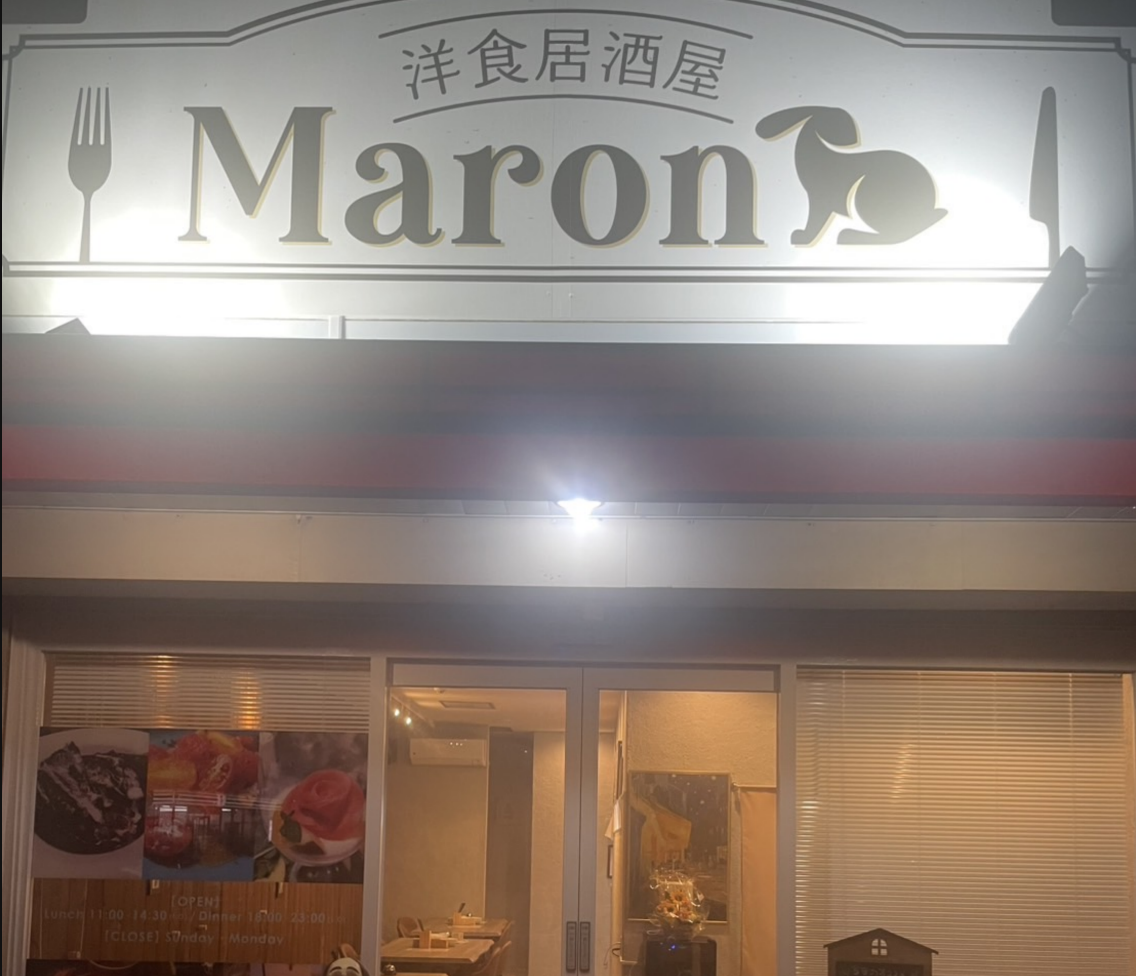 洋食居酒屋
Maron
[OPEN]
Lunch 11:00-14:30 / Dinner 18:00-23:00
[CLOSE] Sunday・Monday